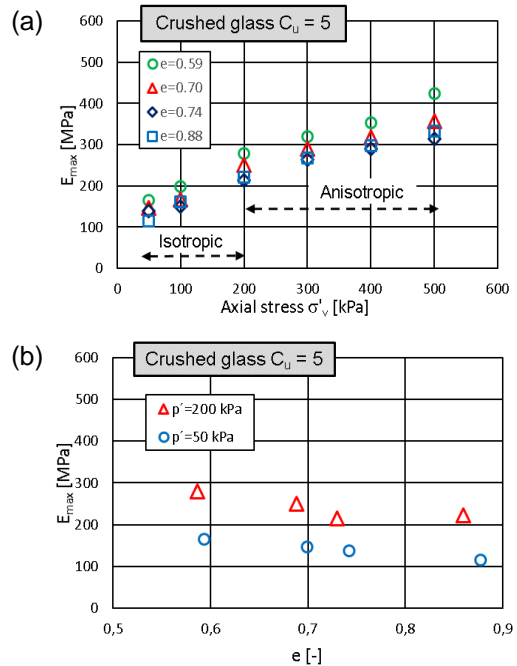 (a)
Crushed glass Cu = 5
600
500
400
300
200
100
0
Emax [MPa]
e=0.59
e=0.70
e=0.74
e=0.88
Anisotropic
Isotropic
0
100
200
300
400
500
600
Axial stress σ'v [kPa]
(b)
Crushed glass Cu = 5
600
500
400
300
200
100
0
Emax [MPa]
p´=200 kPa
p´=50 kPa
0,5
0,6
0,7
0,8
0,9
e [-]